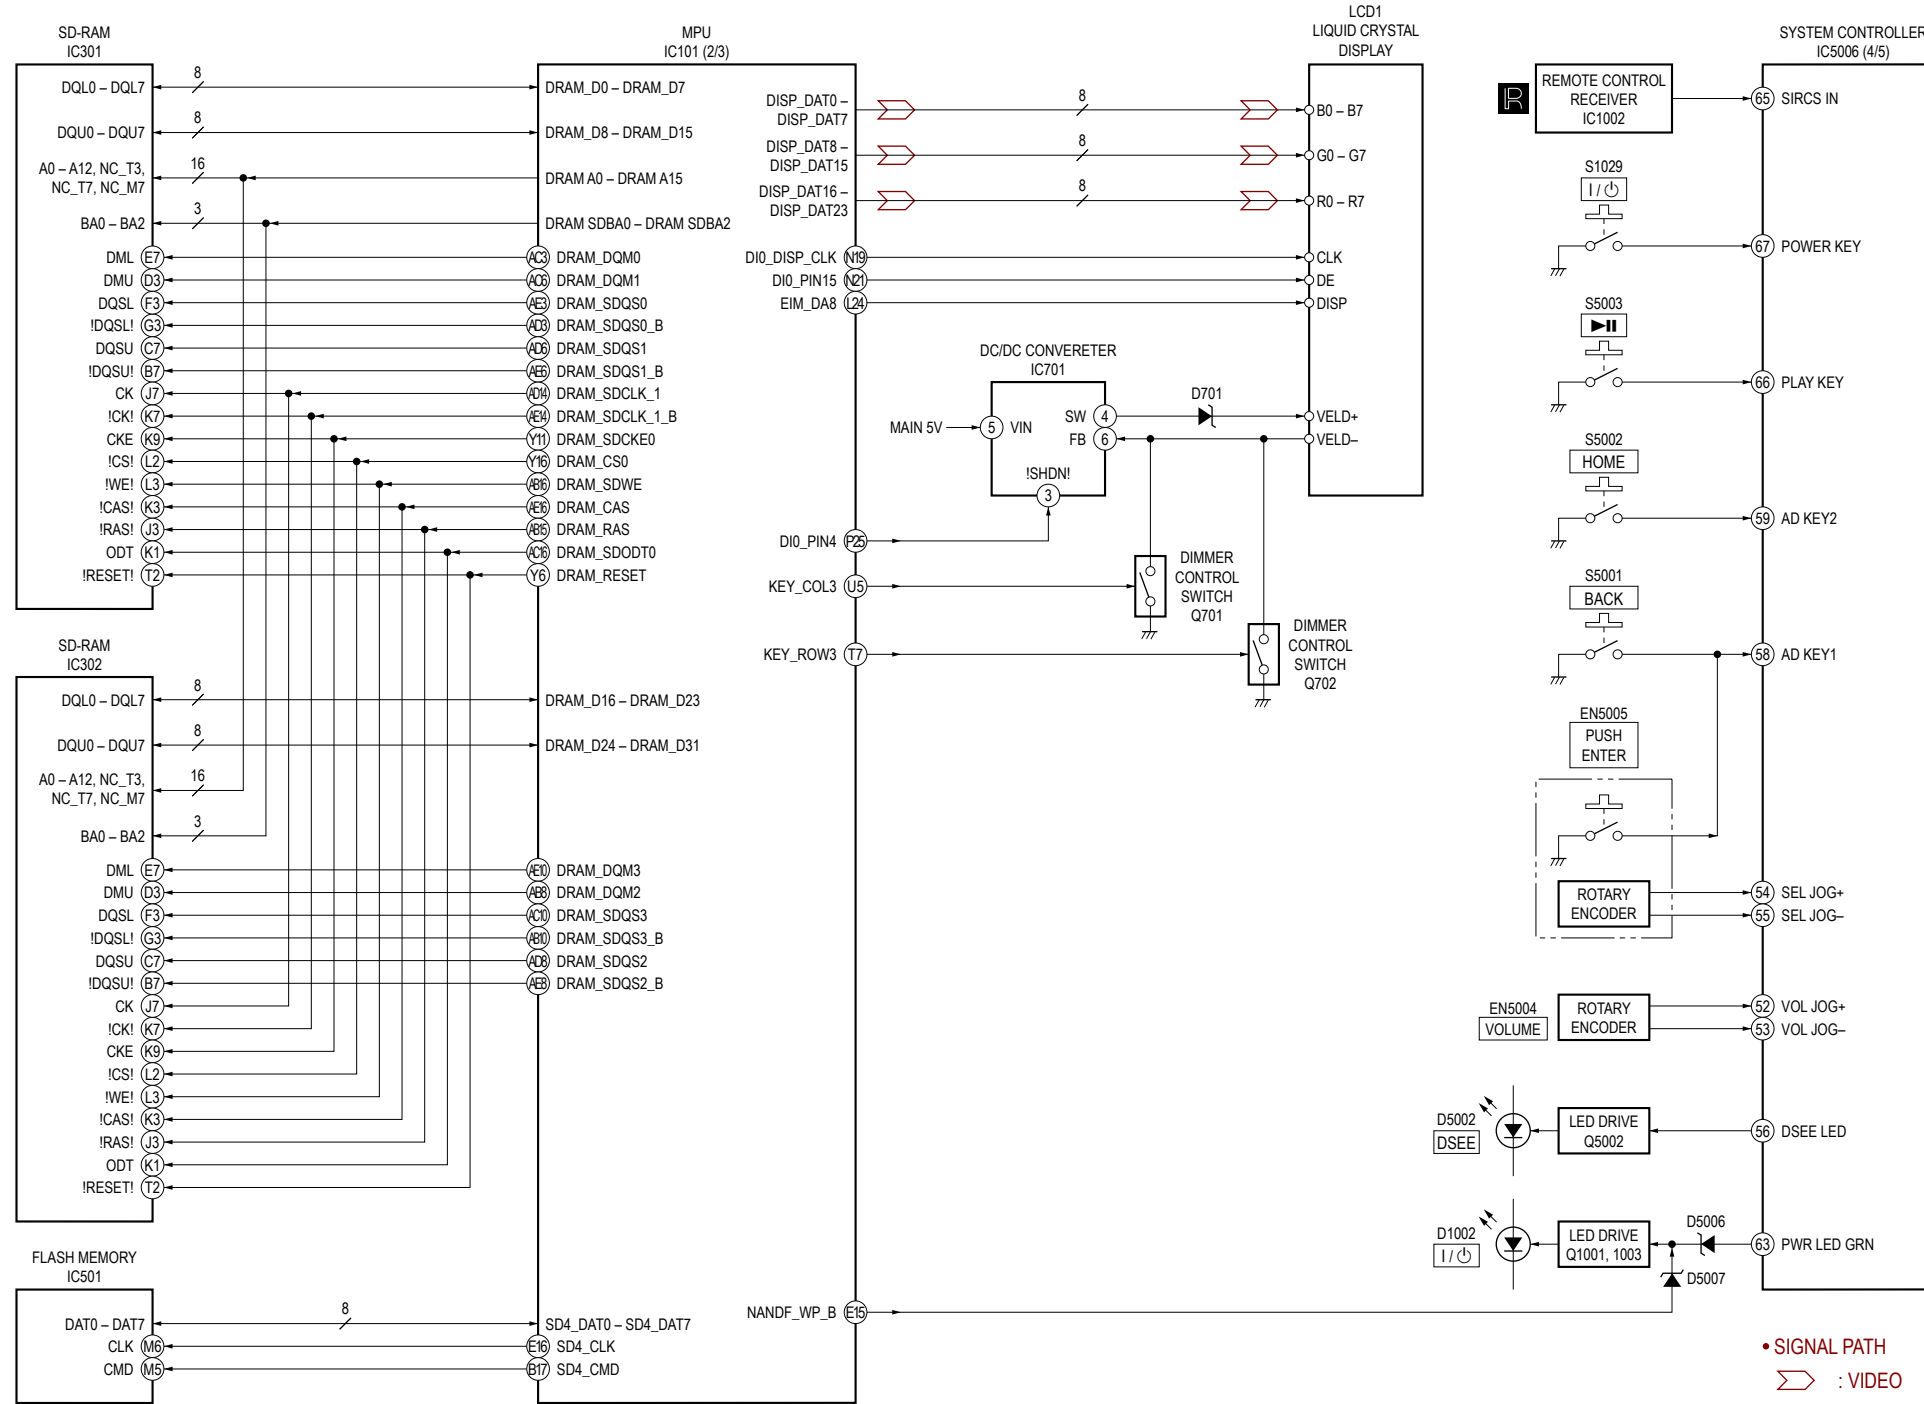 SD-RAM
IC301
DQL0 – DQL7
8
DQU0 – DQU7
8
A0 – A12, NC_T3,
NC_T7, NC_M7
16
BA0 – BA2
3
DML E7
DMU D3
DQSL F3
!DQSL! G3
DQSU C7
!DQSU! B7
CK J7
!CK! K7
CKE K9
!CS! L2
!WE! L3
!CAS! K3
!RAS! J3
ODT K1
!RESET! T2
SD-RAM
IC302
DQL0 – DQL7
8
DQU0 – DQU7
8
A0 – A12, NC_T3,
NC_T7, NC_M7
16
BA0 – BA2
3
DML E7
DMU D3
DQSL F3
!DQSL! G3
DQSU C7
!DQSU! B7
CK J7
!CK! K7
CKE K9
!CS! L2
!WE! L3
!CAS! K3
!RAS! J3
ODT K1
!RESET! T2
FLASH MEMORY
IC501
DAT0 – DAT7
8
CLK M6
CMD M5
MPU
IC101 (2/3)
DRAM_D0 – DRAM_D7
DRAM_D8 – DRAM_D15
DRAM A0 – DRAM A15
DRAM SDBA0 – DRAM SDBA2
AC3 DRAM_DQM0
AC6 DRAM_DQM1
AE3 DRAM_SDQS0
AD3 DRAM_SDQS0_B
AD6 DRAM_SDQS1
AE6 DRAM_SDQS1_B
AD14 DRAM_SDCLK_1
AE14 DRAM_SDCLK_1_B
Y11 DRAM_SDCKE0
Y16 DRAM_CS0
AB16 DRAM_SDWE
AE16 DRAM_CAS
AB15 DRAM_RAS
AC16 DRAM_SDODT0
Y6 DRAM_RESET
DRAM_D16 – DRAM_D23
DRAM_D24 – DRAM_D31
AE10 DRAM_DQM3
AB8 DRAM_DQM2
AC10 DRAM_SDQS3
AB10 DRAM_SDQS3_B
AD8 DRAM_SDQS2
AE8 DRAM_SDQS2_B
SD4_DAT0 – SD4_DAT7
E16 SD4_CLK
B17 SD4_CMD
DISP_DAT0 –
DISP_DAT7
8
DISP_DAT8 –
DISP_DAT15
8
DISP_DAT16 –
DISP_DAT23
8
DI0_DISP_CLK N19
DI0_PIN15 N21
EIM_DA8 L24
DI0_PIN4 P25
KEY_COL3 U5
KEY_ROW3 T7
NANDF_WP_B E15
LCD1
LIQUID CRYSTAL
DISPLAY
B0 – B7
G0 – G7
R0 – R7
CLK
DE
DISP
VELD+
VELD–
DC/DC CONVERETER
IC701
MAIN 5V
5 VIN
SW 4
FB 6
!SHDN!
3
D701
DIMMER
CONTROL
SWITCH
Q701
DIMMER
CONTROL
SWITCH
Q702
SYSTEM CONTROLLER
IC5006 (4/5)
R
REMOTE CONTROL
RECEIVER
IC1002
65 SIRCS IN
S1029
I / ⏻
67 POWER KEY
S5003
►II
66 PLAY KEY
S5002
HOME
59 AD KEY2
S5001
BACK
58 AD KEY1
EN5005
PUSH
ENTER
ROTARY
ENCODER
54 SEL JOG+
55 SEL JOG–
EN5004
VOLUME
ROTARY
ENCODER
52 VOL JOG+
53 VOL JOG–
D5002
DSEE
LED DRIVE
Q5002
56 DSEE LED
D1002
I / ⏻
LED DRIVE
Q1001, 1003
D5006
63 PWR LED GRN
D5007
• SIGNAL PATH
: VIDEO